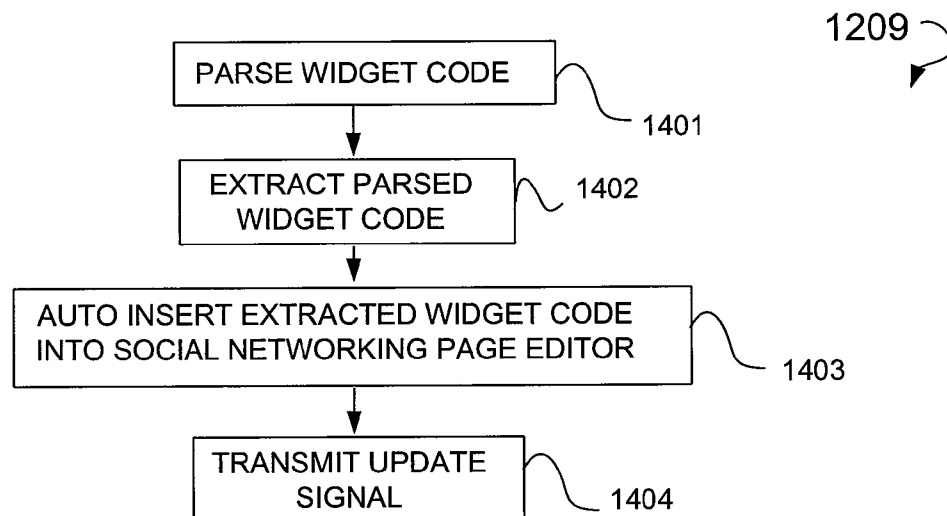 1209
PARSE WIDGET CODE
1401
EXTRACT PARSED
WIDGET CODE
1402
AUTO INSERT EXTRACTED WIDGET CODE
INTO SOCIAL NETWORKING PAGE EDITOR
1403
TRANSMIT UPDATE
SIGNAL
1404